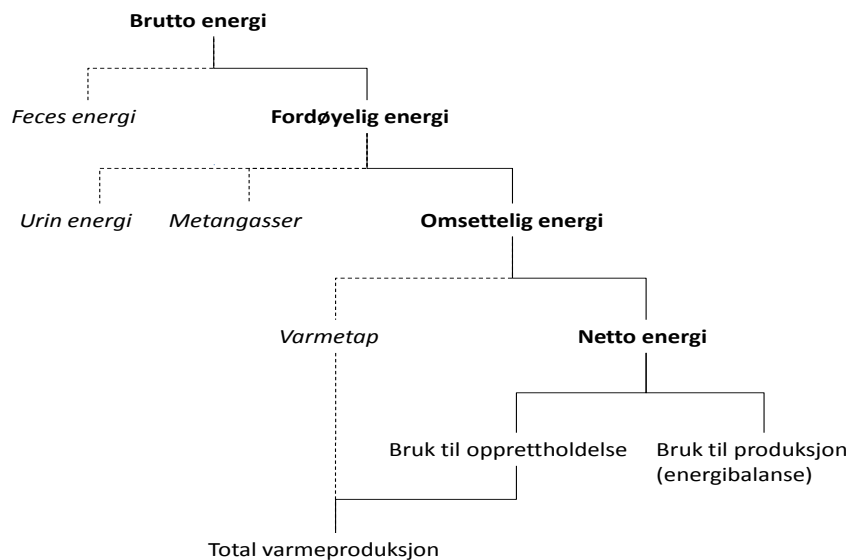 Brutto energi
Feces energi
Fordøyelig energi
Urin energi
Metangasser
Omsettelig energi
Varmetap
Netto energi
Bruk til opprettholdelse
Bruk til produksjon
(energibalanse)
Total varmeproduksjon